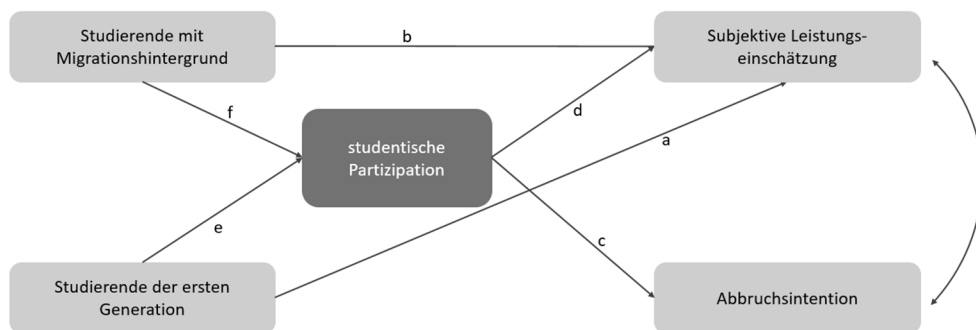 Studierende mit
Migrationshintergrund
b
Subjektive Leistungs-
einschätzung
f
d
studentische
Partizipation
a
e
c
Studierende der ersten
Generation
Abbruchsintention